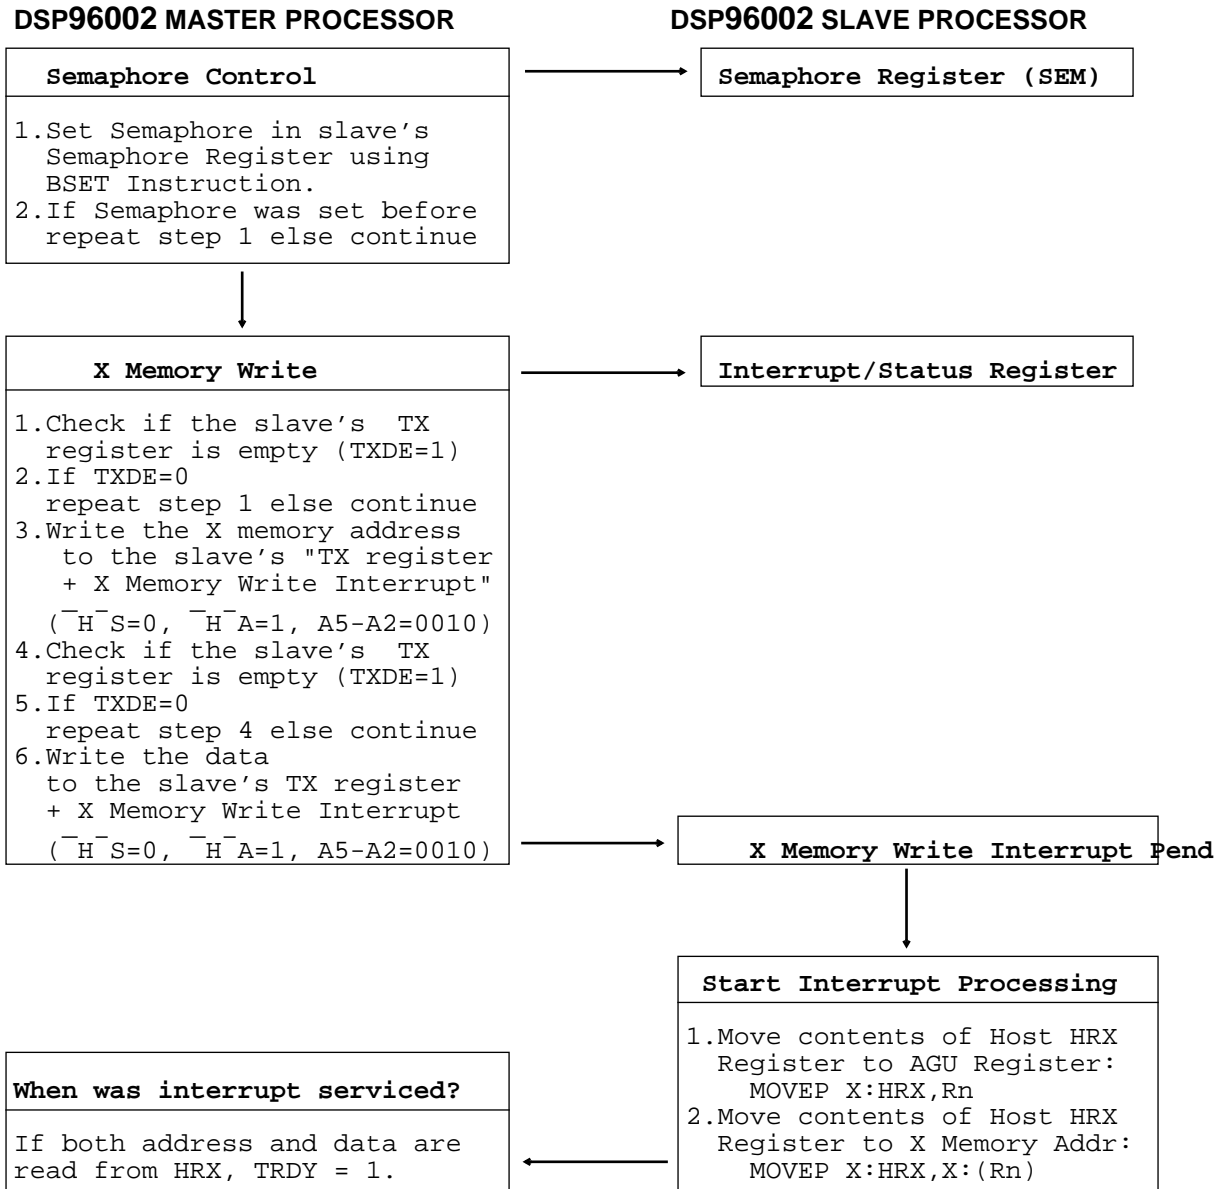 DSP96002 MASTER PROCESSOR
DSP96002 SLAVE PROCESSOR
Semaphore Control
1.Set Semaphore in slave's
Semaphore Register using
BSET Instruction.
2.If Semaphore was set before
repeat step 1 else continue
Semaphore Register (SEM)
X Memory Write
1.Check if the slave's TX
register is empty (TXDE=1)
2.If TXDE=0
repeat step 1 else continue
3.Write the X memory address
to the slave's "TX register
+ X Memory Write Interrupt"
(¯H¯S=0, ¯H¯A=1, A5-A2=0010)
4.Check if the slave's TX
register is empty (TXDE=1)
5.If TXDE=0
repeat step 4 else continue
6.Write the data
to the slave's TX register
+ X Memory Write Interrupt
(¯H¯S=0, ¯H¯A=1, A5-A2=0010)
Interrupt/Status Register
X Memory Write Interrupt Pend
Start Interrupt Processing
1.Move contents of Host HRX
Register to AGU Register:
MOVEP X:HRX,Rn
2.Move contents of Host HRX
Register to X Memory Addr:
MOVEP X:HRX,X:(Rn)
When was interrupt serviced?
If both address and data are
read from HRX, TRDY = 1.